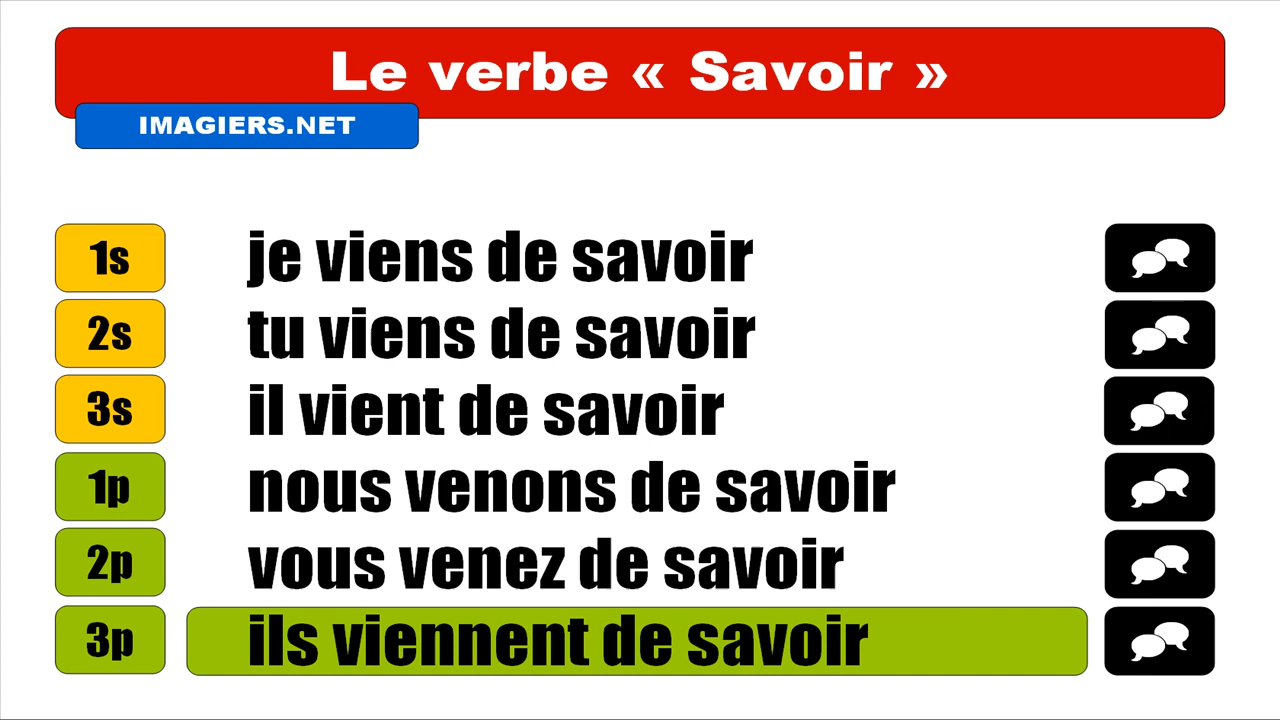 Le verbe « Savoir »
IMAGIERS.NET
1s je viens de savoir
2s tu viens de savoir
3s il vient de savoir
1p nous venons de savoir
2p vous venez de savoir
3p ils viennent de savoir